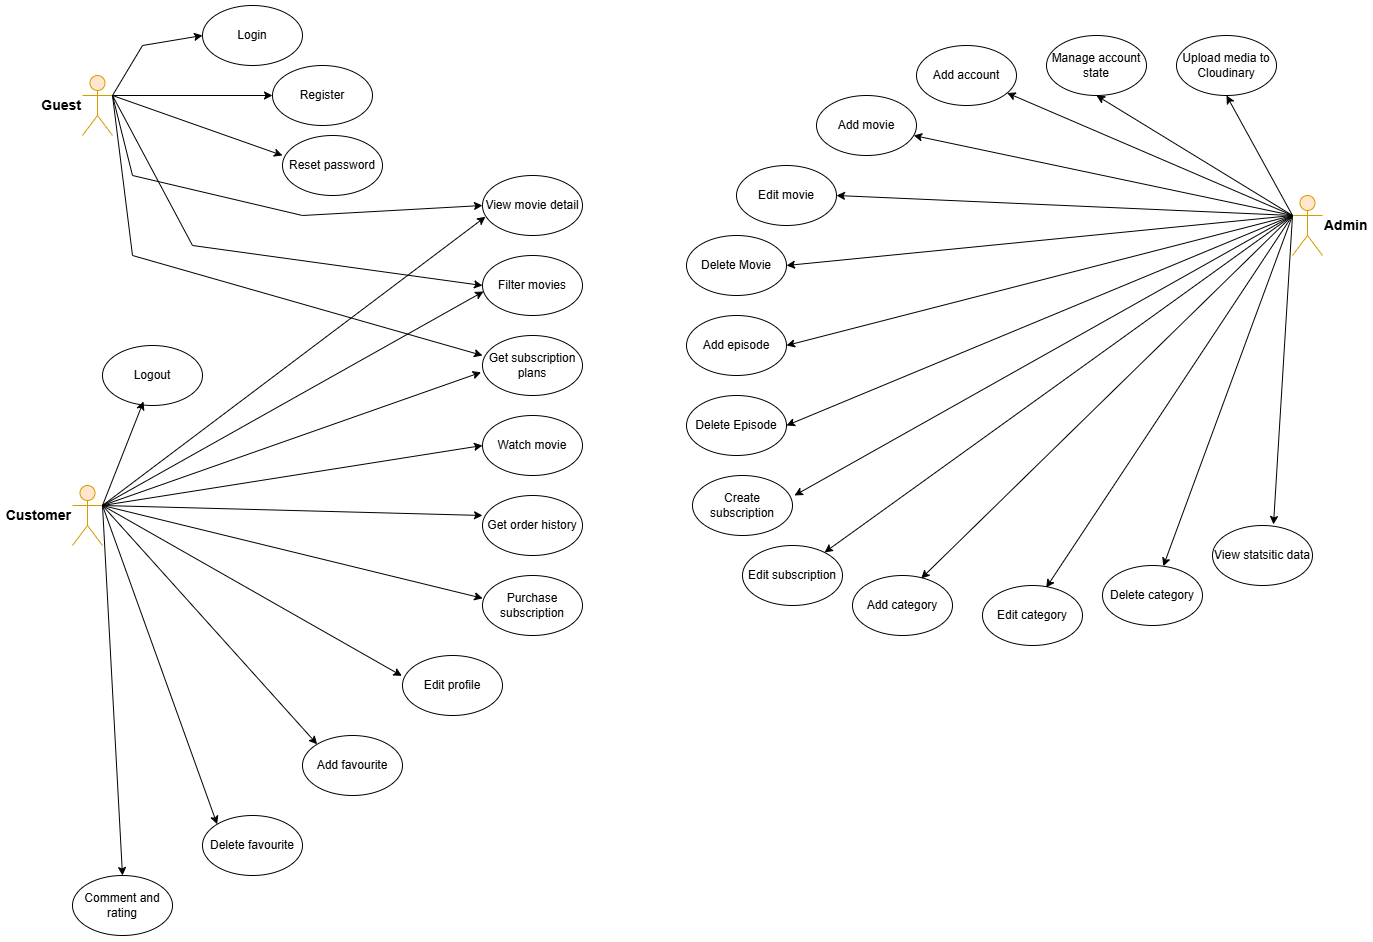 Login
Guest
Register
Reset password
View movie detail
Filter movies
Get subscription
plans
Logout
Watch movie
Customer
Get order history
Purchase
subscription
Edit profile
Add favourite
Delete favourite
Comment and
rating
Manage account
state
Upload media to
Cloudinary
Add account
Add movie
Edit movie
Admin
Delete Movie
Add episode
Delete Episode
Create
subscription
Edit subscription
Add category
Edit category
Delete category
View statsitic data